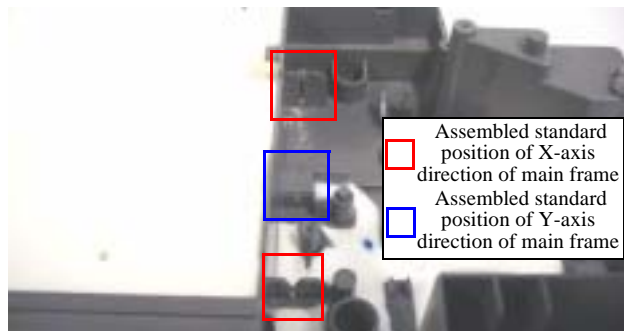 Assembled standard
position of X-axis
direction of main frame
Assembled standard
position of Y-axis
direction of main frame